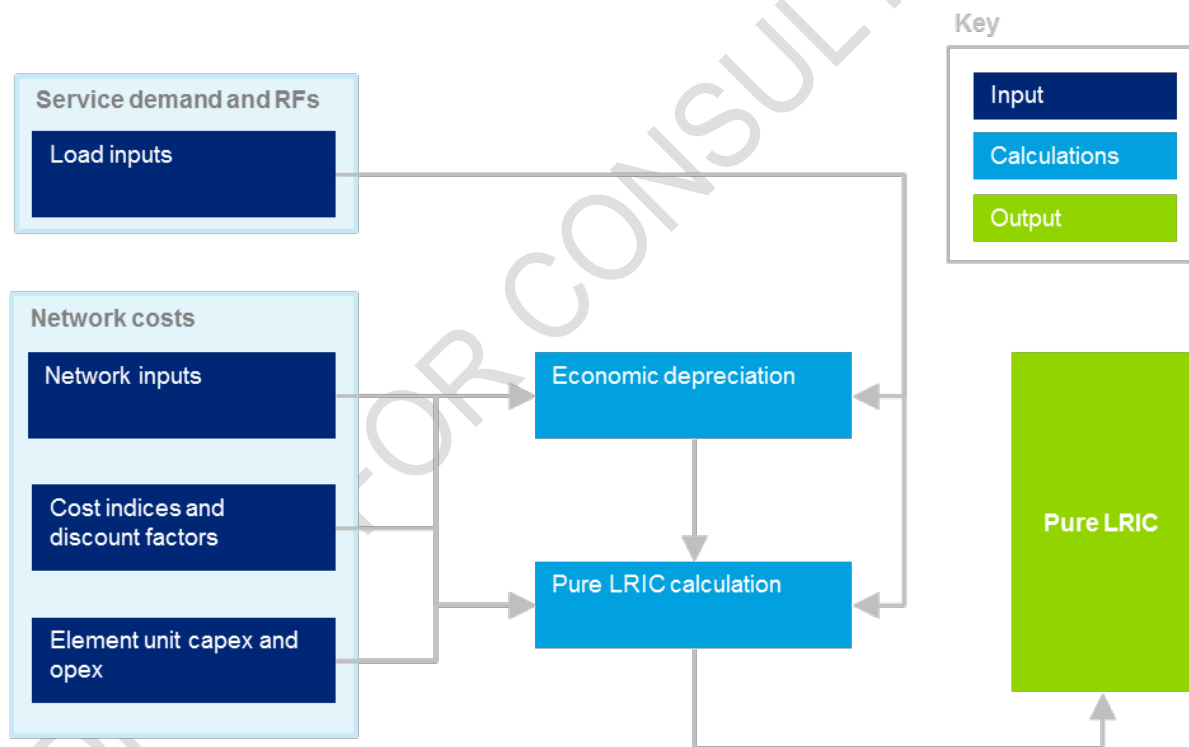 Key
Input
Calculations
Output
Service demand and RFs
Load inputs
Network costs
Network inputs
Cost indices and
discount factors
Element unit capex and
opex
Economic depreciation
Pure LRIC calculation
Pure LRIC
FOR